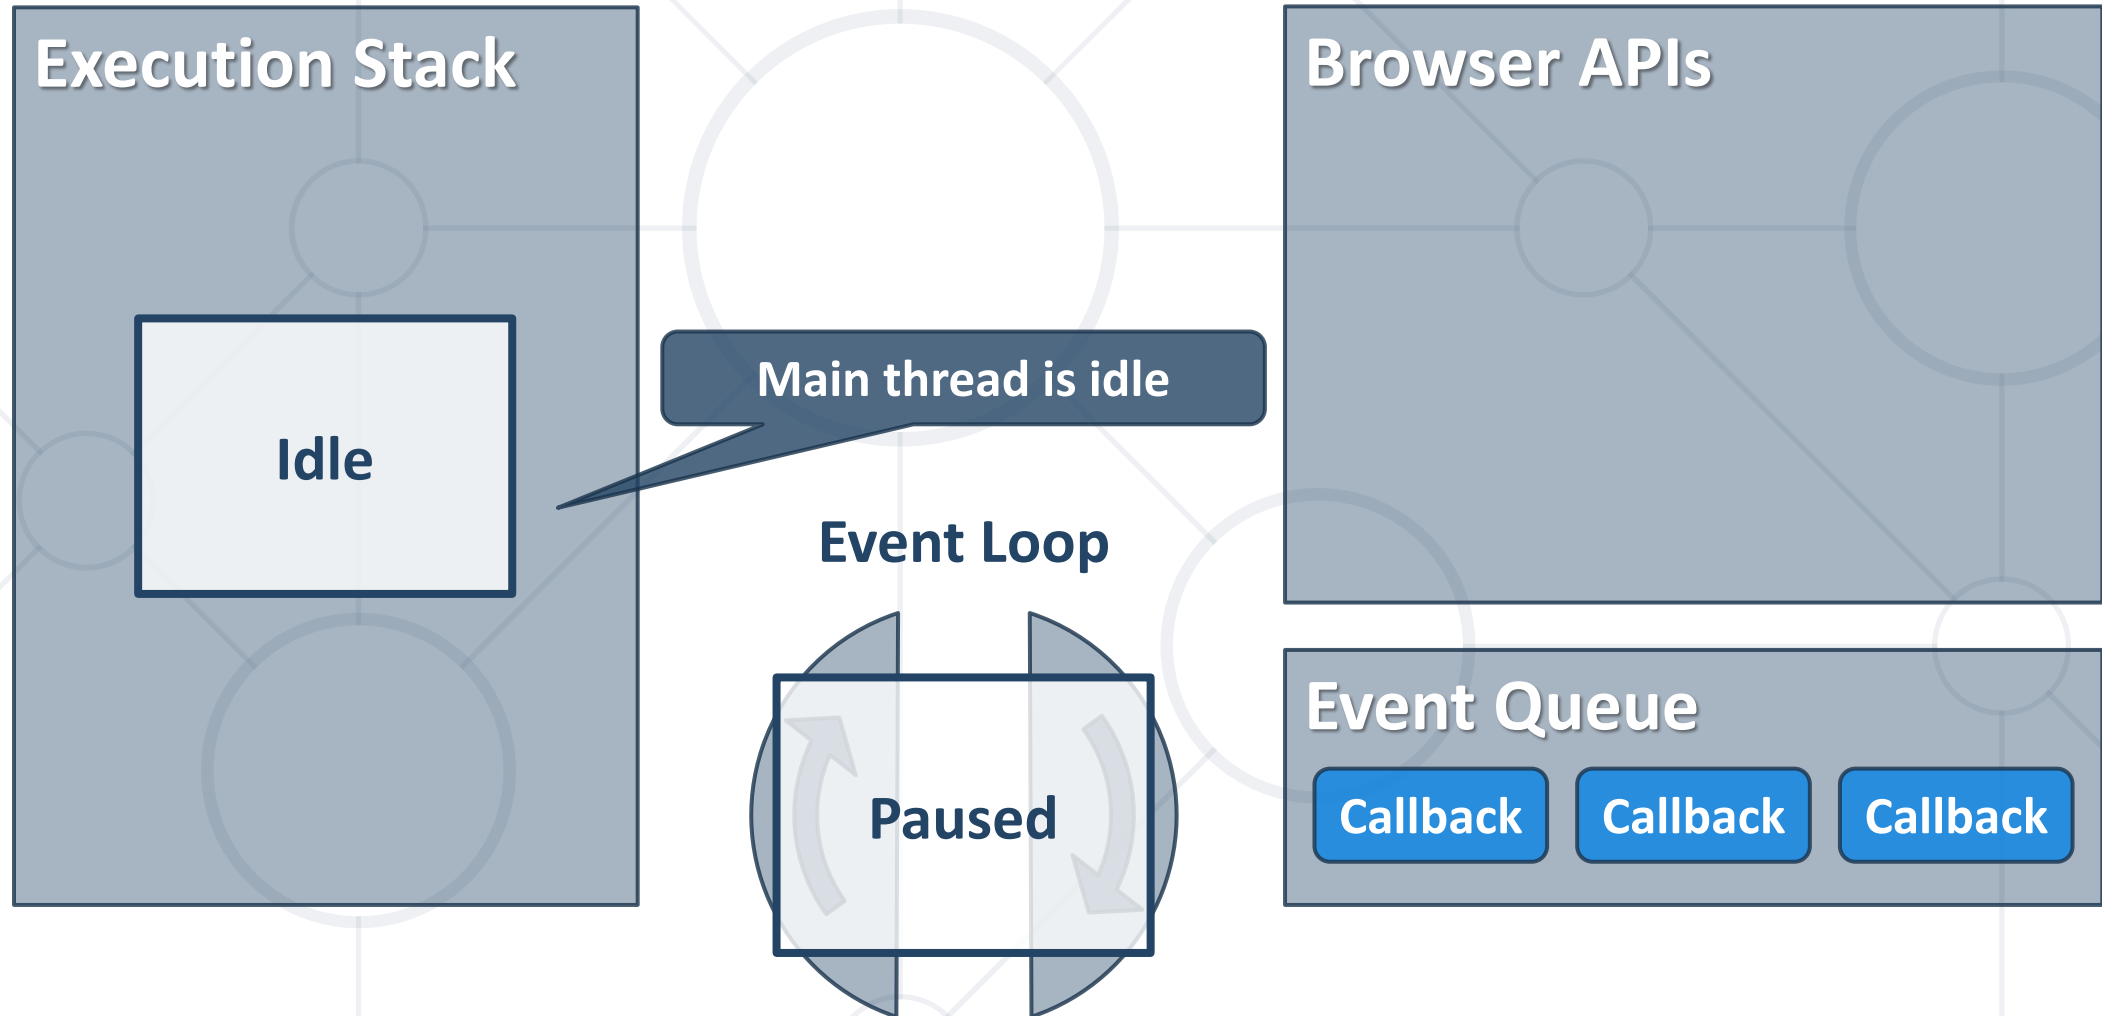 Execution Stack
Idle
Main thread is idle
Event Loop
Paused
Browser APIs
Event Queue
Callback Callback Callback